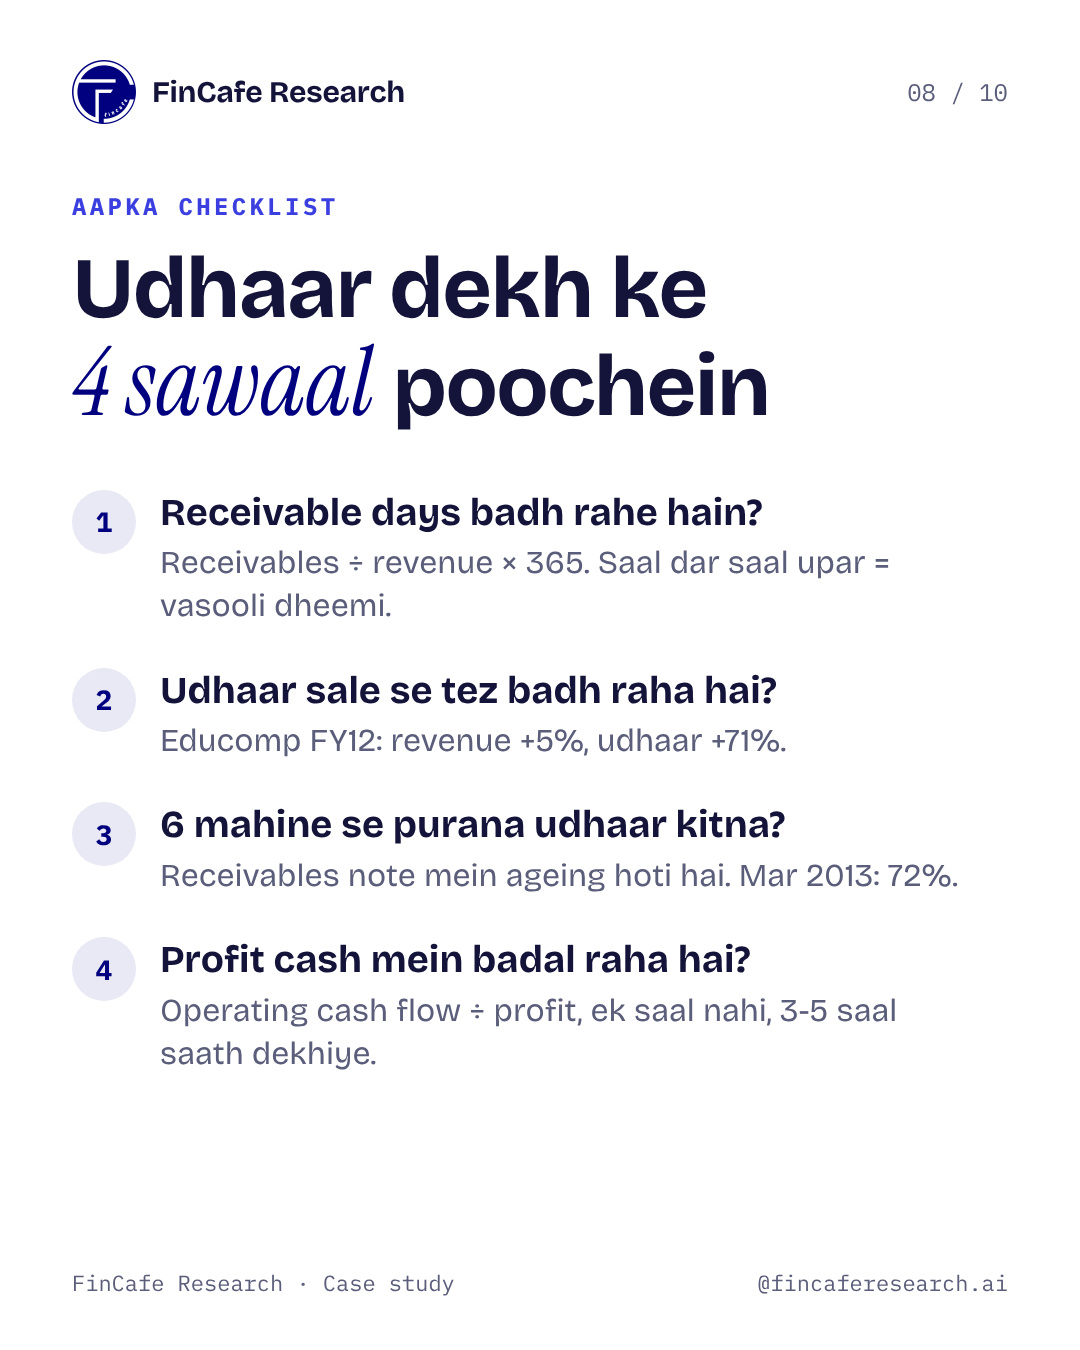 FinCafe Research
08 / 10
AAPKA CHECKLIST
Udhaar dekh ke
4 sawaal poochein
1
Receivable days badh rahe hain?
Receivables ÷ revenue × 365. Saal dar saal upar =
vasooli dheemi.
2
Udhaar sale se tez badh raha hai?
Educomp FY12: revenue +5%, udhaar +71%.
3
6 mahine se purana udhaar kitna?
Receivables note mein ageing hoti hai. Mar 2013: 72%.
4
Profit cash mein badal raha hai?
Operating cash flow ÷ profit, ek saal nahi, 3-5 saal
saath dekhiye.
FinCafe Research · Case study
@fincaferesearch.ai